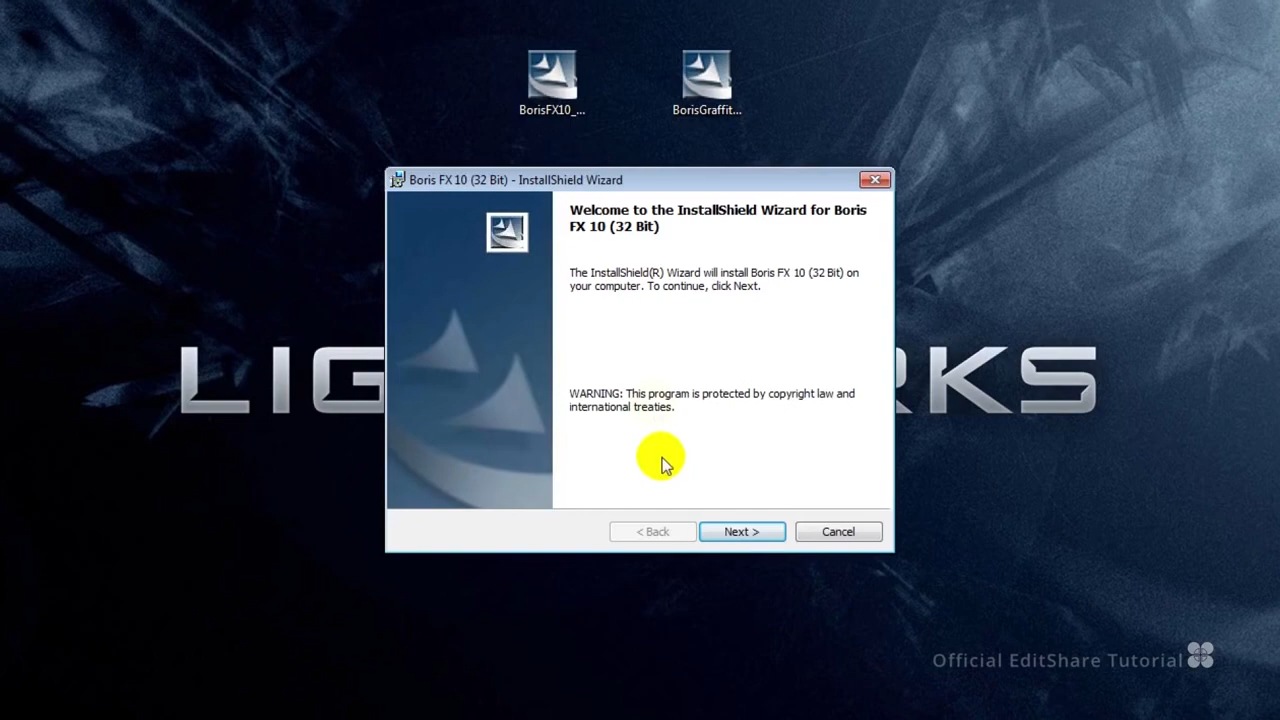 BorisFX10_...
BorisGraffit...
Boris FX 10 (32 Bit) - InstallShield Wizard
Welcome to the InstallShield Wizard for Boris
FX 10 (32 Bit)
The InstallShield(R) Wizard will install Boris FX 10 (32 Bit) on
your computer. To continue, click Next.
LIG RKS
WARNING: This program is protected by copyright law and
international treaties.
< Back
Next >
Cancel
Official EditShare Tutorial